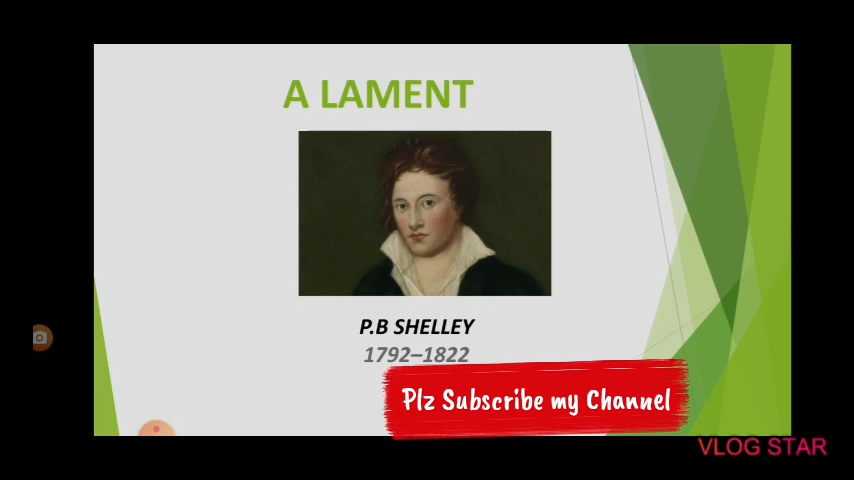 A LAMENT
P.B SHELLEY
1792–1822
Plz Subscribe my Channel
VLOG STAR